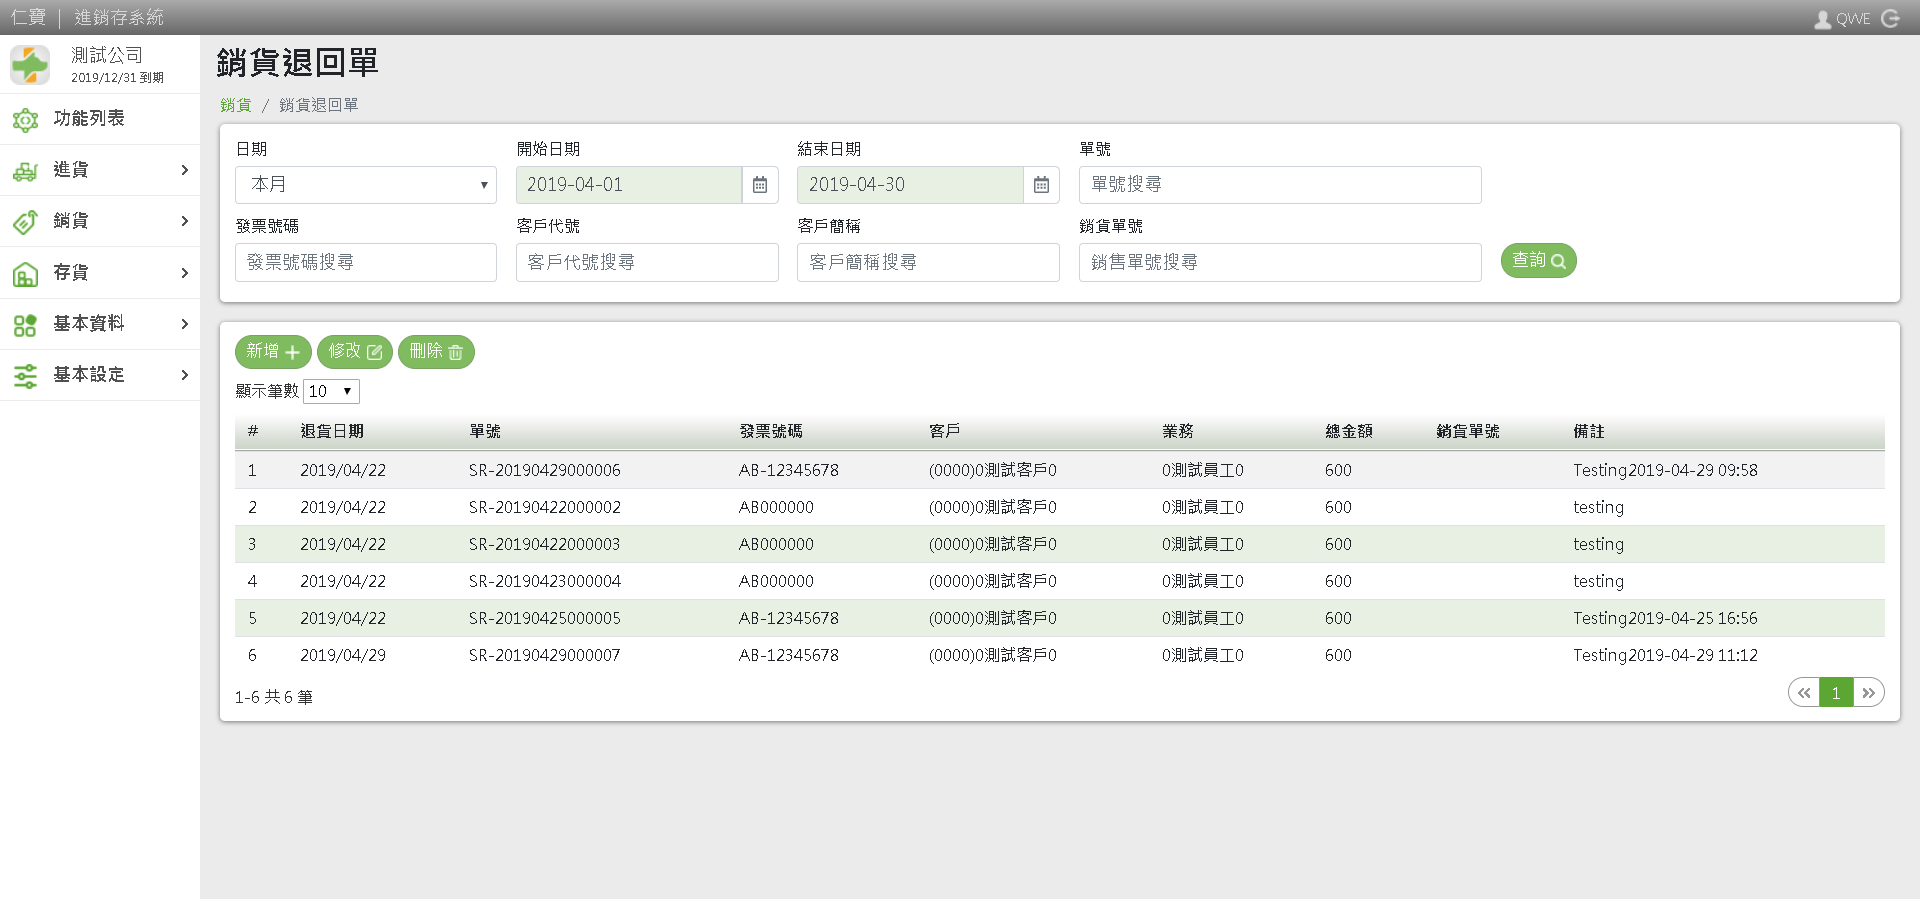 仁寶 | 進銷存系統
QWE
測試公司
2019/12/31 到期
功能列表
進貨
銷貨
存貨
基本資料
基本設定
銷貨退回單
銷貨 / 銷貨退回單
日期 開始日期 結束日期 單號
本月 2019-04-01 2019-04-30 單號搜尋
發票號碼 客戶代號 客戶簡稱 銷貨單號
發票號碼搜尋 客戶代號搜尋 客戶簡稱搜尋 銷售單號搜尋 查詢
新增 修改 刪除
顯示筆數 10
# 退貨日期 單號 發票號碼 客戶 業務 總金額 銷貨單號 備註
1 2019/04/22 SR-20190429000006 AB-12345678 (0000)0測試客戶0 0測試員工0 600 Testing2019-04-29 09:58
2 2019/04/22 SR-20190422000002 AB000000 (0000)0測試客戶0 0測試員工0 600 testing
3 2019/04/22 SR-20190422000003 AB000000 (0000)0測試客戶0 0測試員工0 600 testing
4 2019/04/22 SR-20190423000004 AB000000 (0000)0測試客戶0 0測試員工0 600 testing
5 2019/04/22 SR-20190425000005 AB-12345678 (0000)0測試客戶0 0測試員工0 600 Testing2019-04-25 16:56
6 2019/04/29 SR-20190429000007 AB-12345678 (0000)0測試客戶0 0測試員工0 600 Testing2019-04-29 11:12
1-6 共 6 筆
« 1 »